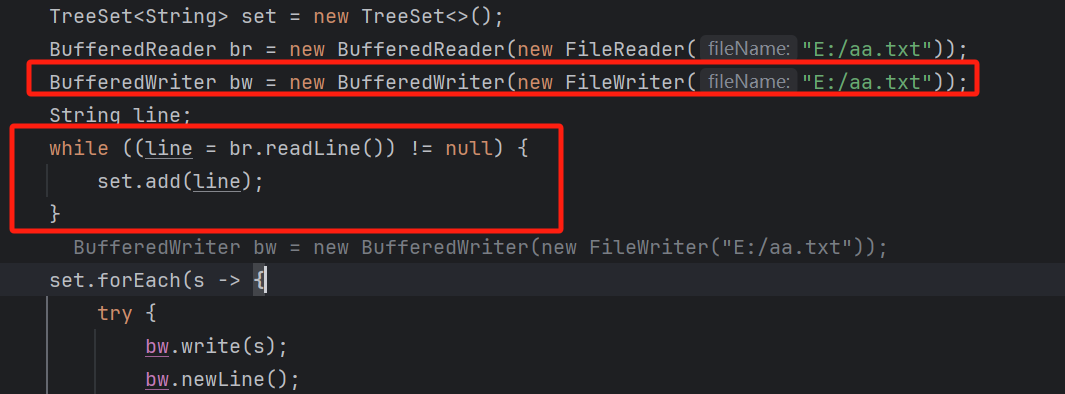 TreeSet<String> set = new TreeSet<>();
BufferedReader br = new BufferedReader(new FileReader( fileName: "E:/aa.txt"));
BufferedWriter bw = new BufferedWriter(new FileWriter( fileName: "E:/aa.txt"));
String line;
while ((line = br.readLine()) != null) {
    set.add(line);
}
  BufferedWriter bw = new BufferedWriter(new FileWriter("E:/aa.txt"));
set.forEach(s -> {
    try {
        bw.write(s);
        bw.newLine();